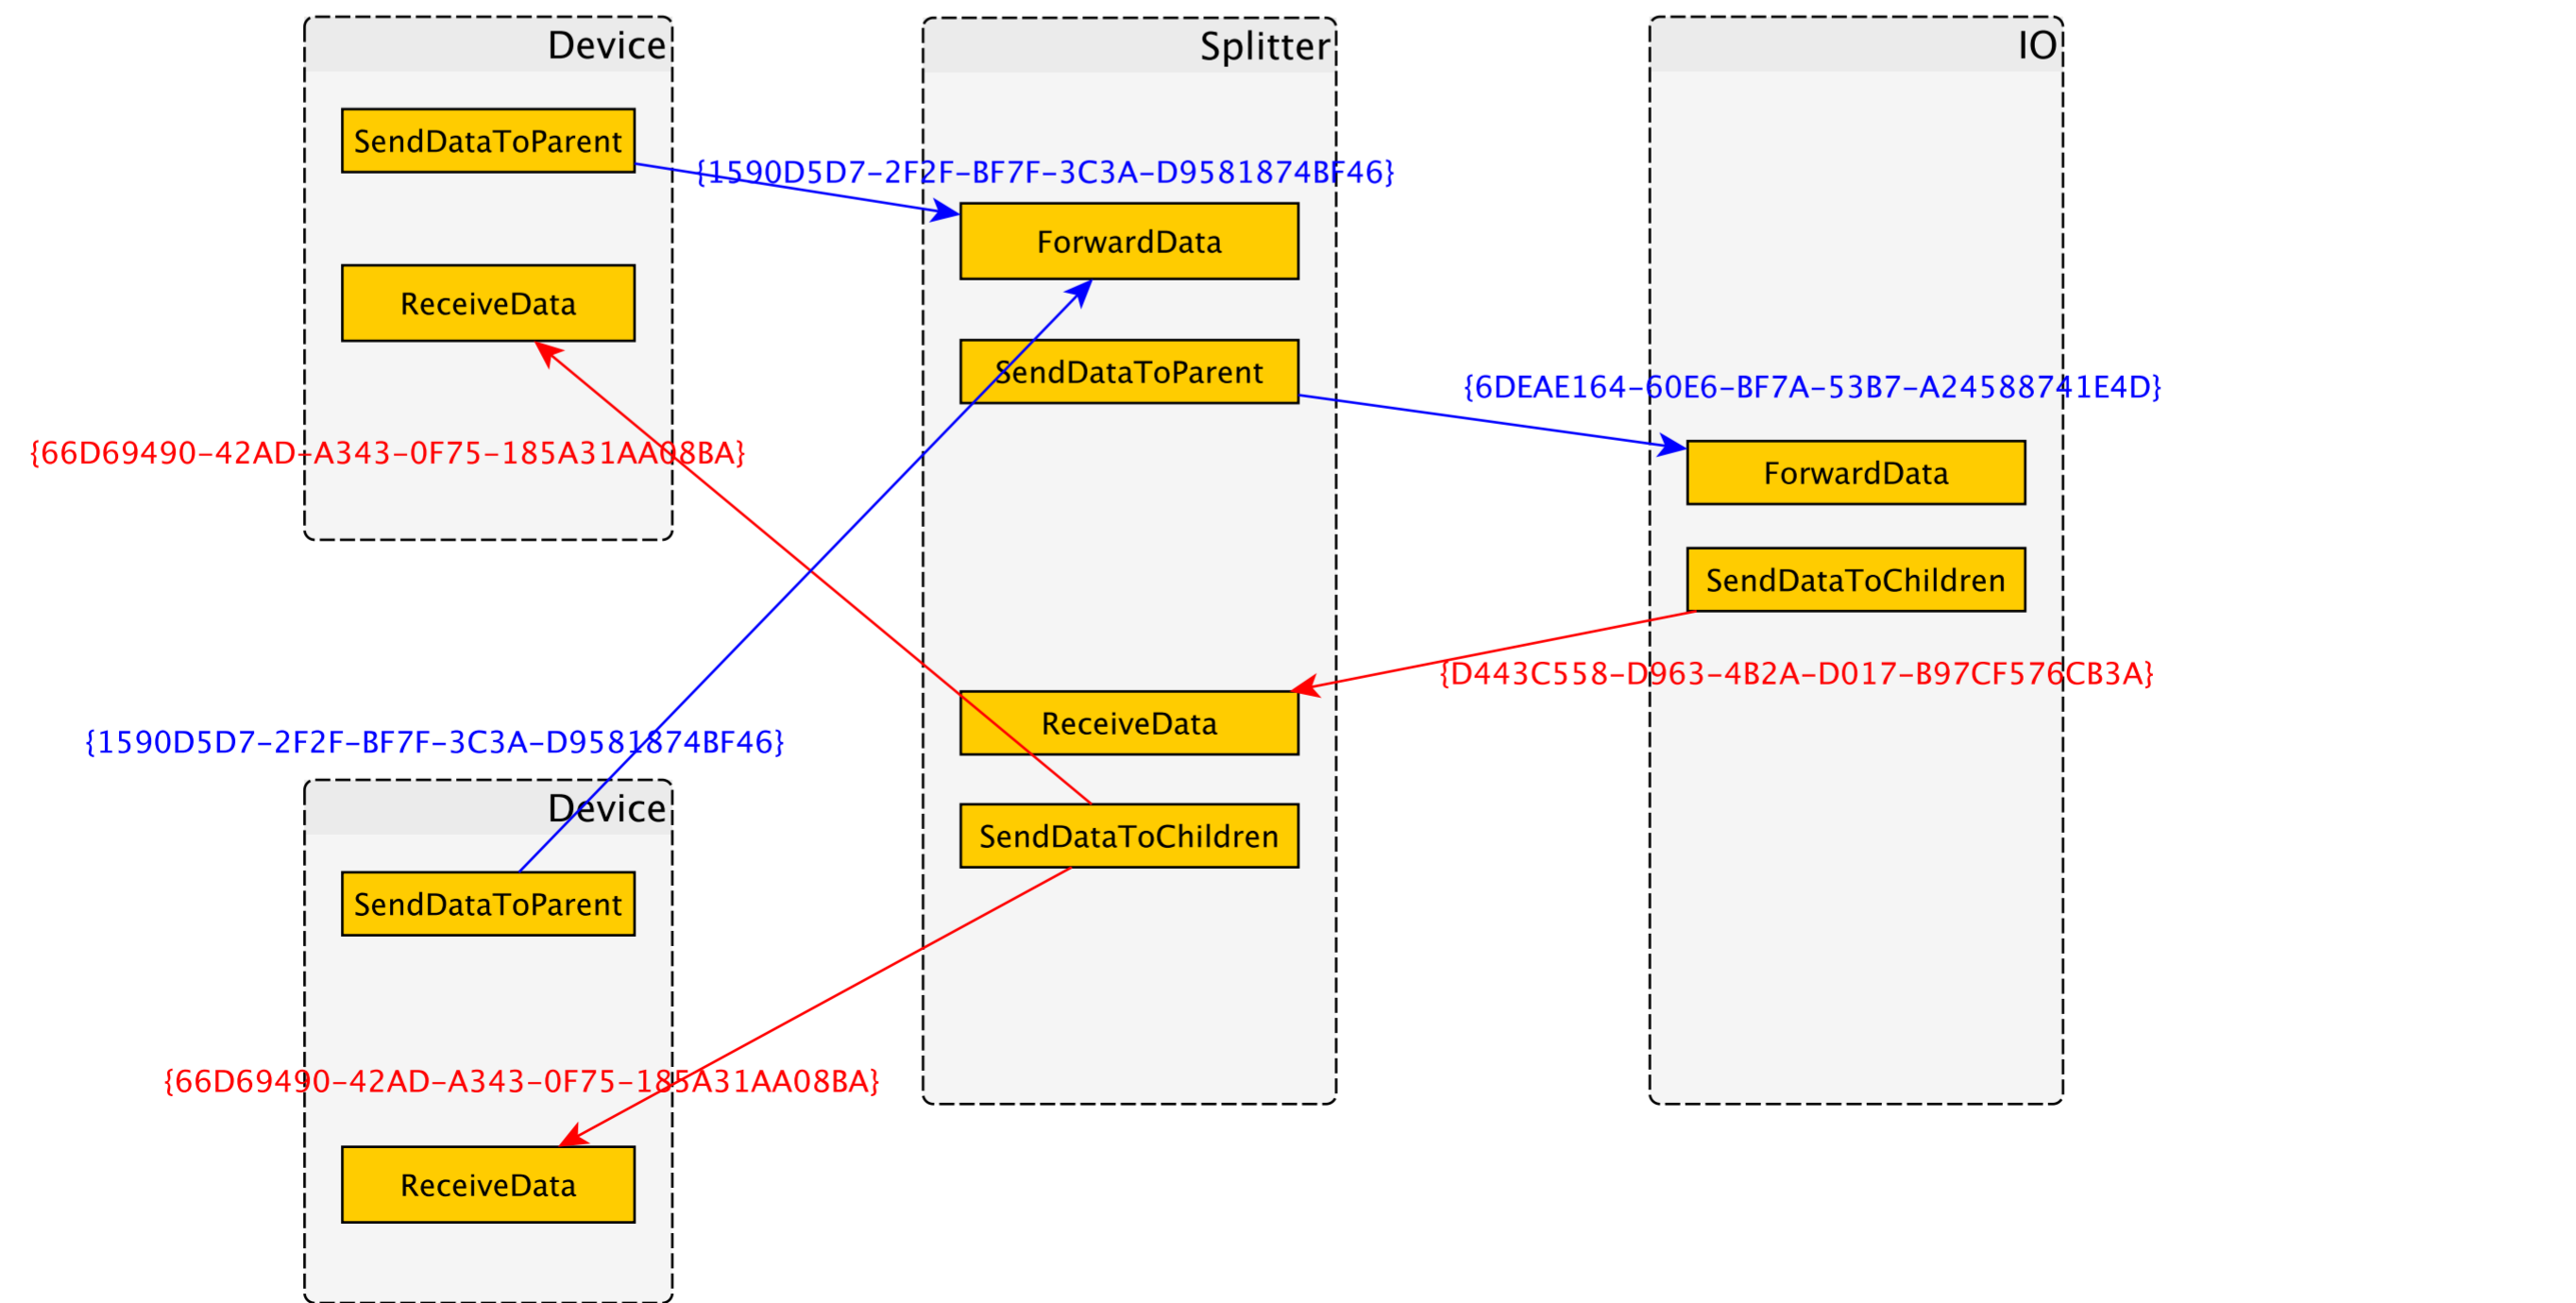 Device
SendDataToParent
ReceiveData
{66D69490-42AD-A343-0F75-185A31AA08BA}
{1590D5D7-2F2F-BF7F-3C3A-D9581874BF46}
Device
SendDataToParent
{66D69490-42AD-A343-0F75-185A31AA08BA}
ReceiveData
Splitter
{1590D5D7-2F2F-BF7F-3C3A-D9581874BF46}
ForwardData
SendDataToParent
ReceiveData
SendDataToChildren
IO
{6DEAE164-60E6-BF7A-53B7-A24588741E4D}
ForwardData
SendDataToChildren
{D443C558-D963-4B2A-D017-B97CF576CB3A}